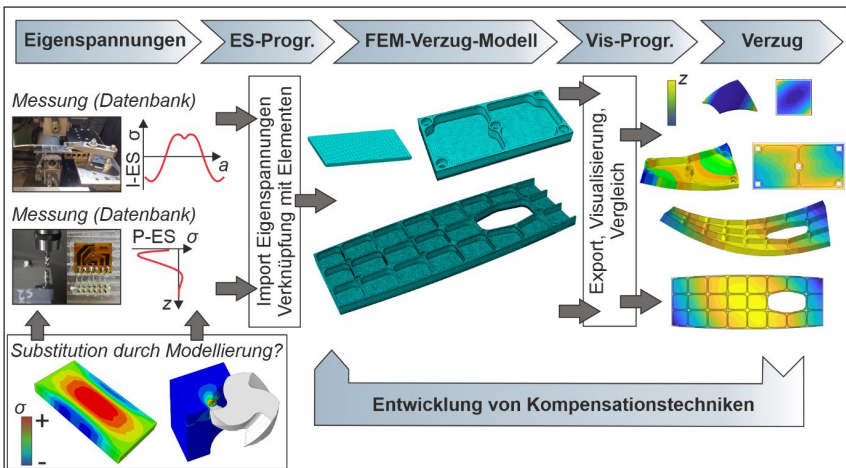 Eigenspannungen
ES-Progr.
FEM-Verzug-Modell
Vis-Progr.
Verzug
Messung (Datenbank)
σ
I-ES
a
Messung (Datenbank)
P-ES
σ
z
Import Eigenspannungen
Verknüpfung mit Elementen
Export, Visualisierung,
Vergleich
z
Substitution durch Modellierung?
σ
+
-
Entwicklung von Kompensationstechniken